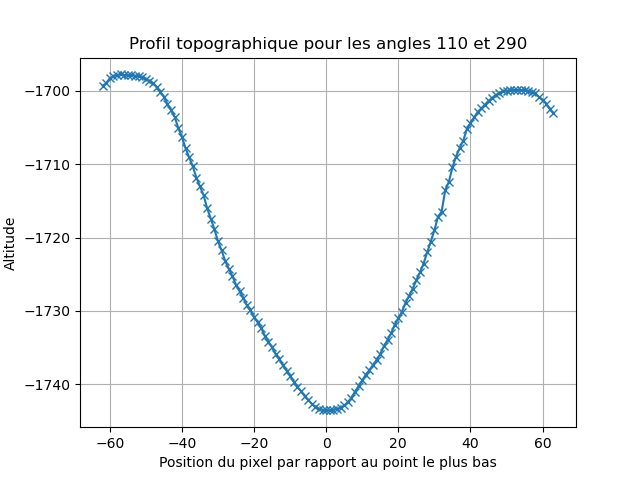 Profil topographique pour les angles 110 et 290
−1700
−1710
−1720
−1730
−1740
Altitude
−60 −40 −20 0 20 40 60
Position du pixel par rapport au point le plus bas